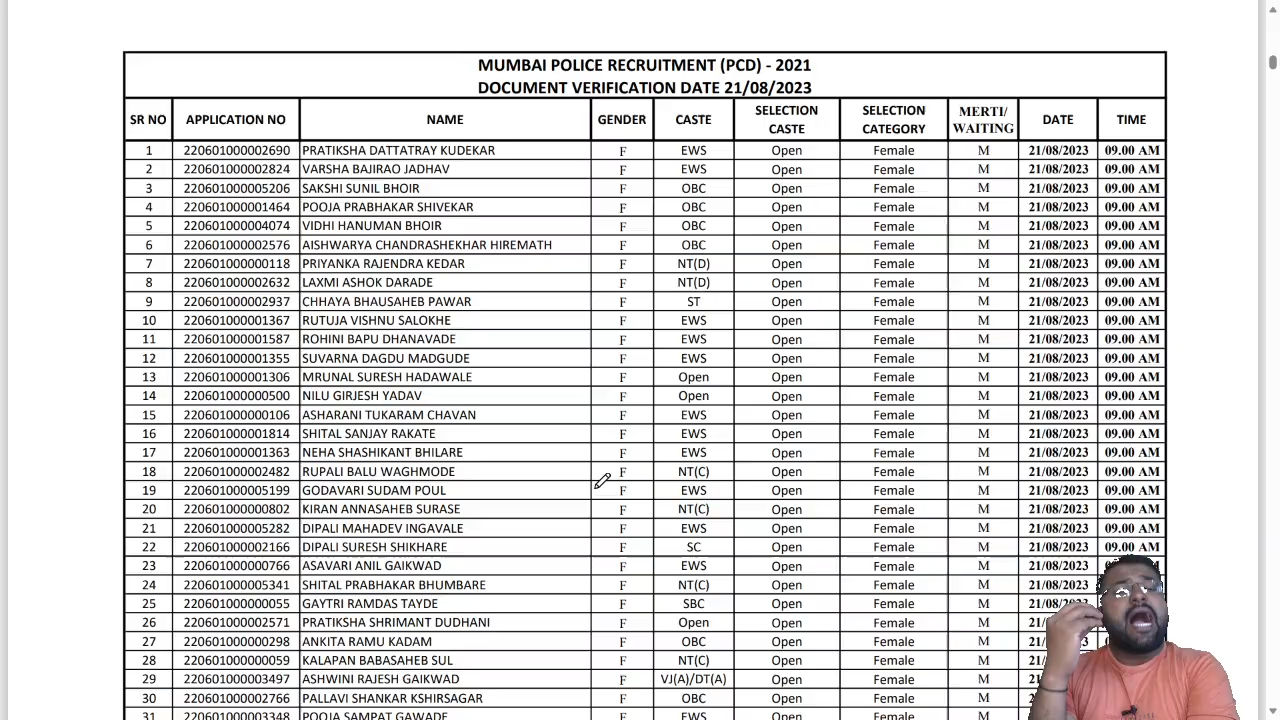 MUMBAI POLICE RECRUITMENT (PCD) - 2021
DOCUMENT VERIFICATION DATE 21/08/2023
SR NO APPLICATION NO NAME GENDER CASTE SELECTION CASTE SELECTION CATEGORY MERTI/ WAITING DATE TIME
1 220601000002690 PRATIKSHA DATTATRAY KUDEKAR F EWS Open Female M 21/08/2023 09.00 AM
2 220601000002824 VARSHA BAJIRAO JADHAV F EWS Open Female M 21/08/2023 09.00 AM
3 220601000005206 SAKSHI SUNIL BHOIR F OBC Open Female M 21/08/2023 09.00 AM
4 220601000001464 POOJA PRABHAKAR SHIVEKAR F OBC Open Female M 21/08/2023 09.00 AM
5 220601000004074 VIDHI HANUMAN BHOIR F OBC Open Female M 21/08/2023 09.00 AM
6 220601000002576 AISHWARYA CHANDRASHEKHAR HIREMATH F OBC Open Female M 21/08/2023 09.00 AM
7 220601000000118 PRIYANKA RAJENDRA KEDAR F NT(D) Open Female M 21/08/2023 09.00 AM
8 220601000002632 LAXMI ASHOK DARADE F NT(D) Open Female M 21/08/2023 09.00 AM
9 220601000002937 CHHAYA BHAUSAHEB PAWAR F ST Open Female M 21/08/2023 09.00 AM
10 220601000001367 RUTUJA VISHNU SALOKHE F EWS Open Female M 21/08/2023 09.00 AM
11 220601000001587 ROHINI BAPU DHANAVADE F EWS Open Female M 21/08/2023 09.00 AM
12 220601000001355 SUVARNA DAGDU MADGUDE F EWS Open Female M 21/08/2023 09.00 AM
13 220601000001306 MRUNAL SURESH HADAWALE F Open Open Female M 21/08/2023 09.00 AM
14 220601000000500 NILU GIRJESH YADAV F Open Open Female M 21/08/2023 09.00 AM
15 220601000000106 ASHARANI TUKARAM CHAVAN F EWS Open Female M 21/08/2023 09.00 AM
16 220601000001814 SHITAL SANJAY RAKATE F EWS Open Female M 21/08/2023 09.00 AM
17 220601000001363 NEHA SHASHIKANT BHILARE F EWS Open Female M 21/08/2023 09.00 AM
18 220601000002482 RUPALI BALU WAGHMODE F NT(C) Open Female M 21/08/2023 09.00 AM
19 220601000005199 GODAVARI SUDAM POUL F EWS Open Female M 21/08/2023 09.00 AM
20 220601000000802 KIRAN ANNASAHEB SURASE F NT(C) Open Female M 21/08/2023 09.00 AM
21 220601000005282 DIPALI MAHADEV INGAVALE F EWS Open Female M 21/08/2023 09.00 AM
22 220601000002166 DIPALI SURESH SHIKHARE F SC Open Female M 21/08/2023 09.00 AM
23 220601000000766 ASAVARI ANIL GAIKWAD F EWS Open Female M 21/08/2023
24 220601000005341 SHITAL PRABHAKAR BHUMBARE F NT(C) Open Female M 21/08/2023
25 220601000000055 GAYTRI RAMDAS TAYDE F SBC Open Female M
26 220601000002571 PRATIKSHA SHRIMANT DUDHANI F Open Open Female M
27 220601000000298 ANKITA RAMU KADAM F OBC Open Female M
28 220601000000059 KALAPAN BABASAHEB SUL F NT(C) Open Female M
29 220601000003497 ASHWINI RAJESH GAIKWAD F VJ(A)/DT(A) Open Female M
30 220601000002766 PALLAVI SHANKAR KSHIRSAGAR F OBC Open Female M
31 220601000003348 POOJA SAMPAT GAWADE F EWS Open Female M